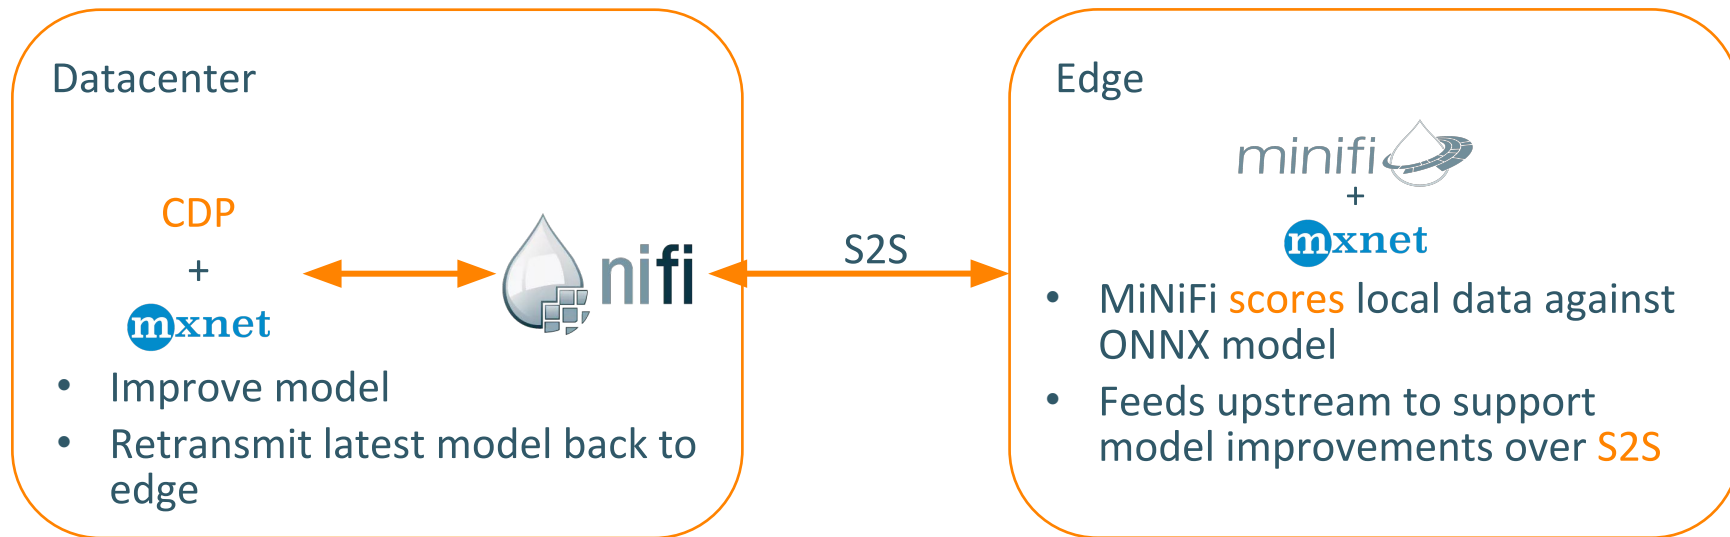 Datacenter
CDP
+
mxnet
nifi
• Improve model
• Retransmit latest model back to
edge
S2S
Edge
minifi
+
mxnet
• MiNiFi scores local data against
ONNX model
• Feeds upstream to support
model improvements over S2S